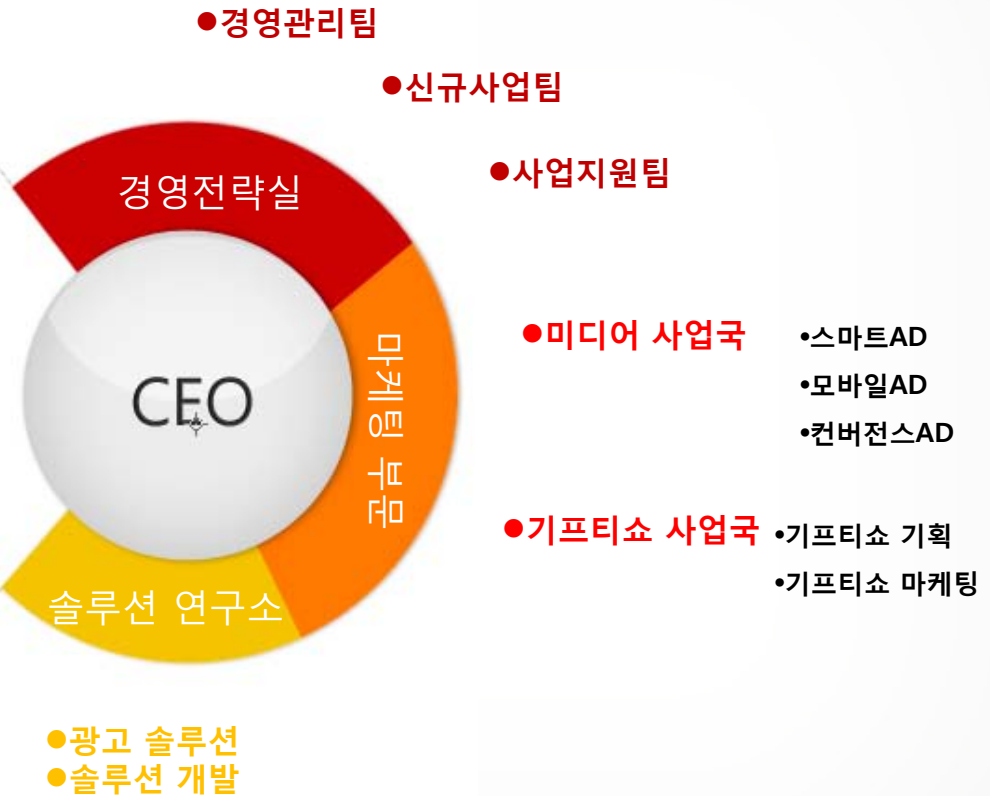 ●경영관리팀
●신규사업팀
●사업지원팀
경영전략실
CEO
마케팅 부문
●미디어 사업국
•스마트AD
•모바일AD
•컨버전스AD
●기프티쇼 사업국
•기프티쇼 기획
•기프티쇼 마케팅
솔루션 연구소
●광고 솔루션
●솔루션 개발